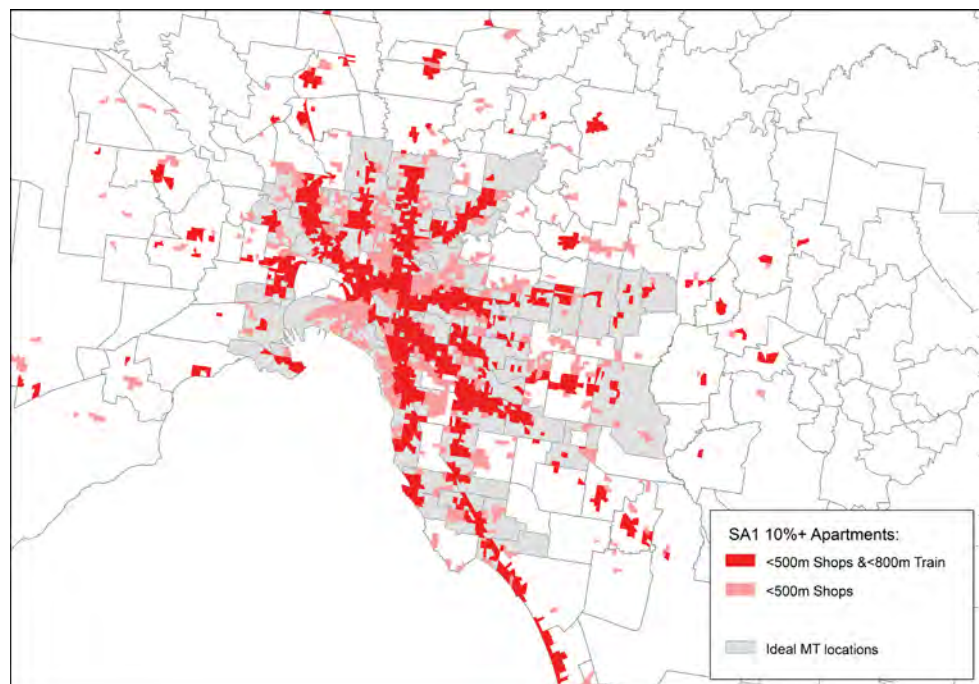 SA1 10%+ Apartments:
<500m Shops &<800m Train
<500m Shops
Ideal MT locations